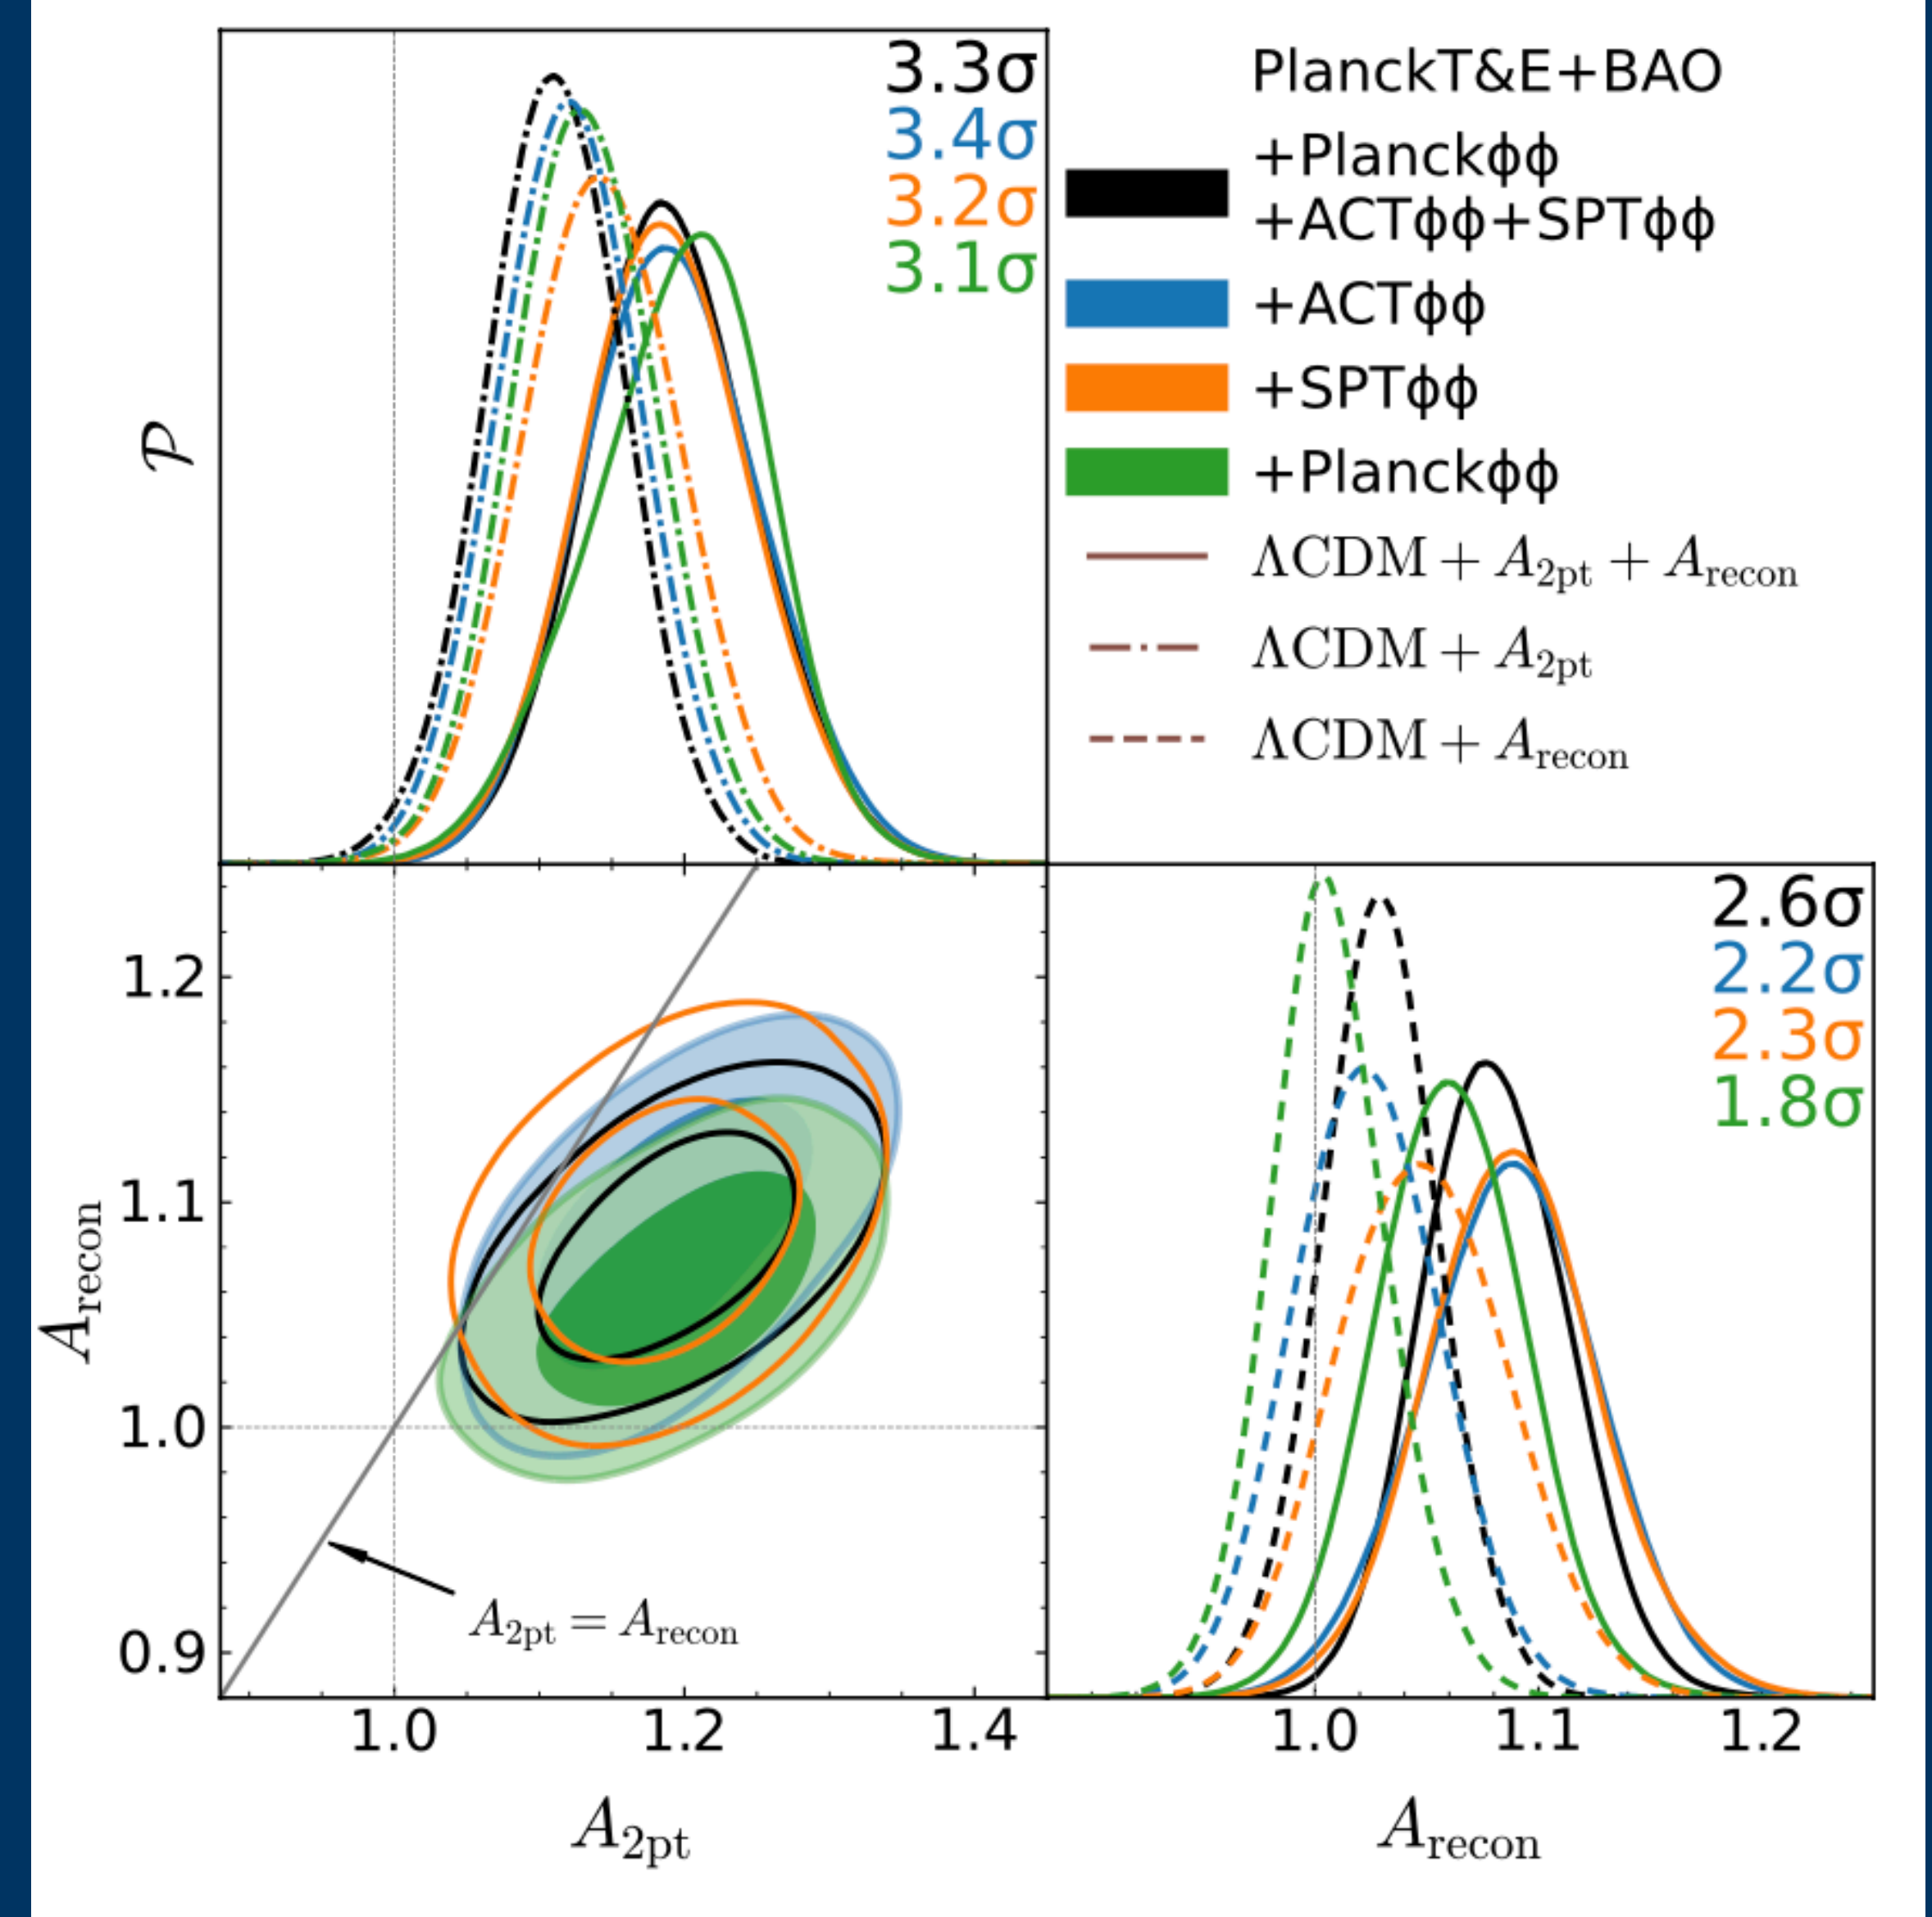 𝒫
3.3σ
3.4σ
3.2σ
3.1σ
PlanckT&E+BAO
+Planckϕϕ
+ACTϕϕ+SPTϕϕ
+ACTϕϕ
+SPTϕϕ
+Planckϕϕ
ΛCDM + A2pt + Arecon
ΛCDM + A2pt
ΛCDM + Arecon
Arecon
1.2
1.1
1.0
0.9
A2pt = Arecon
1.0 1.2 1.4
A2pt
2.6σ
2.2σ
2.3σ
1.8σ
1.0 1.1 1.2
Arecon